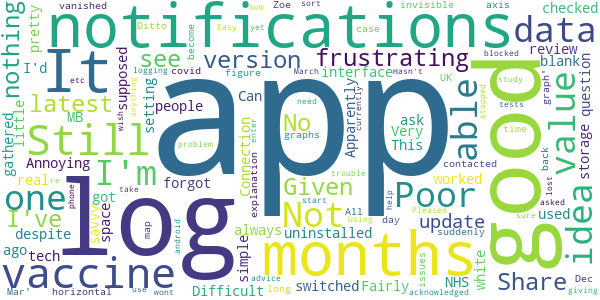 vanished Ditto Zoe sort Now case invisible axis
notifications
nothing pretty I'd It see version frustrating
become Easy yet study
interface MB setting supposed people
latest checked review blank
data covid etc logging anything wish
app
good
UK blocked Hasn't graph' tests
March figure
gathered little
Still
one I'm
Can ask No Very This
Apparently able
storage question time
idea value
Annoying real forgot got
savvy space
Connection explanation enter graphs need problem
Given Not
currently stopped trouble
contacted back lost asked
Poor worked
I've despite ago
log
months
vaccine
tech map phone re take
always simple
uninstalled switched update used
All start day Pleased help
suddenly sure
Share white NHS issues
Difficult Fairly
Mar' horizontal android use wont
advice long Using acknowledged
Dec giving